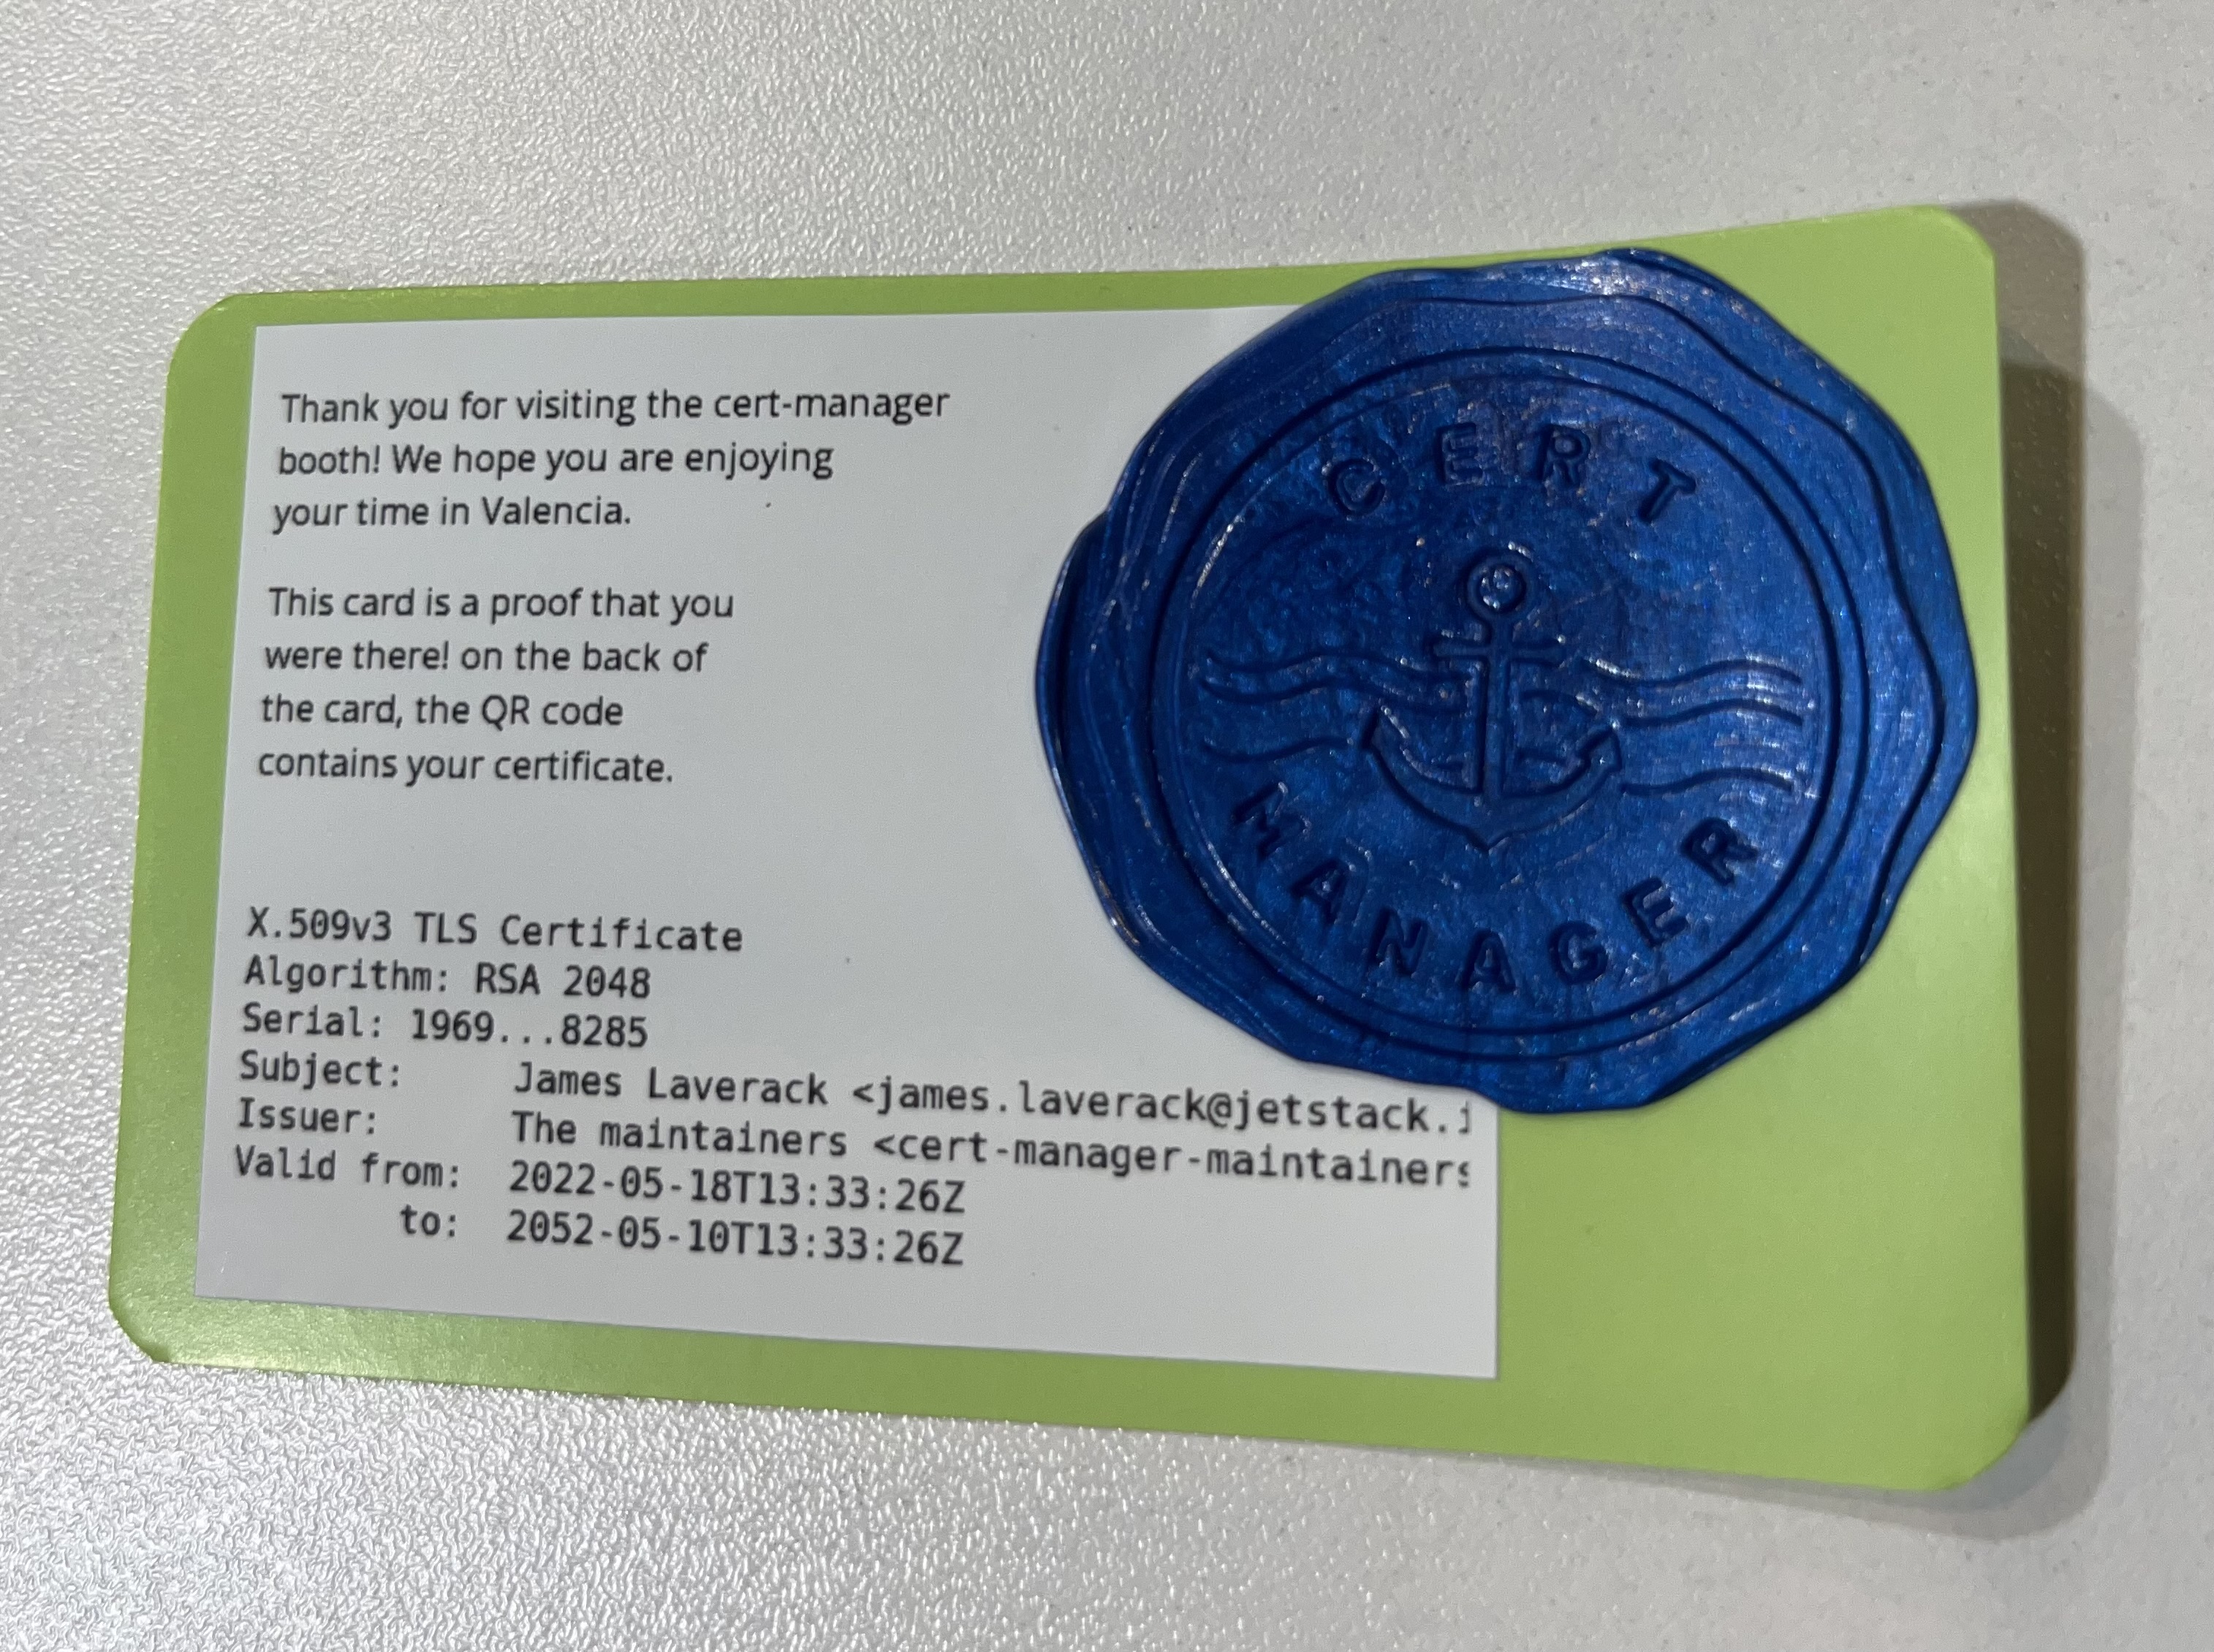 Thank you for visiting the cert-manager
booth! We hope you are enjoying
your time in Valencia.
This card is a proof that you
were there! on the back of
the card, the QR code
contains your certificate.
X.509v3 TLS Certificate
Algorithm: RSA 2048
Serial: 1969...8285
Subject: James Laverack <james.laverack@jetstack.i
Issuer: The maintainers <cert-manager-maintainers
Valid from: 2022-05-18T13:33:26Z
to: 2052-05-10T13:33:26Z
CERT
MANAGER